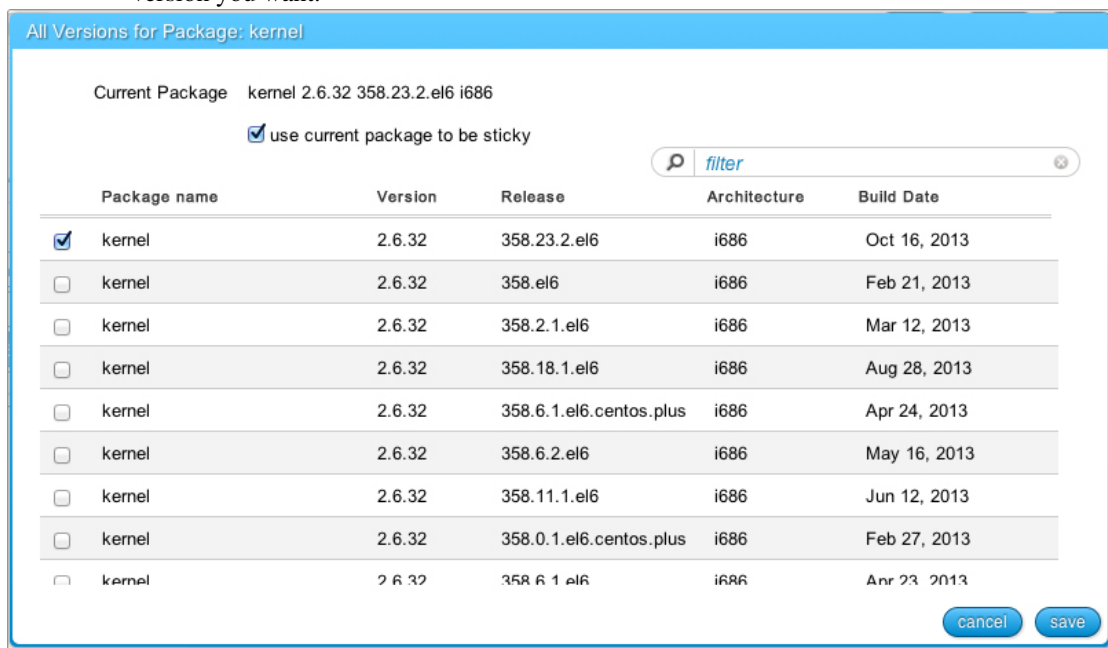 version you want.
All Versions for Package: kernel
Current Package kernel 2.6.32 358.23.2.el6 i686
use current package to be sticky
filter
Package name Version Release Architecture Build Date
kernel 2.6.32 358.23.2.el6 i686 Oct 16, 2013
kernel 2.6.32 358.el6 i686 Feb 21, 2013
kernel 2.6.32 358.2.1.el6 i686 Mar 12, 2013
kernel 2.6.32 358.18.1.el6 i686 Aug 28, 2013
kernel 2.6.32 358.6.1.el6.centos.plus i686 Apr 24, 2013
kernel 2.6.32 358.6.2.el6 i686 May 16, 2013
kernel 2.6.32 358.11.1.el6 i686 Jun 12, 2013
kernel 2.6.32 358.0.1.el6.centos.plus i686 Feb 27, 2013
kernel 2.6.32 358.6.1.el6 i686 Apr 23, 2013
cancel save